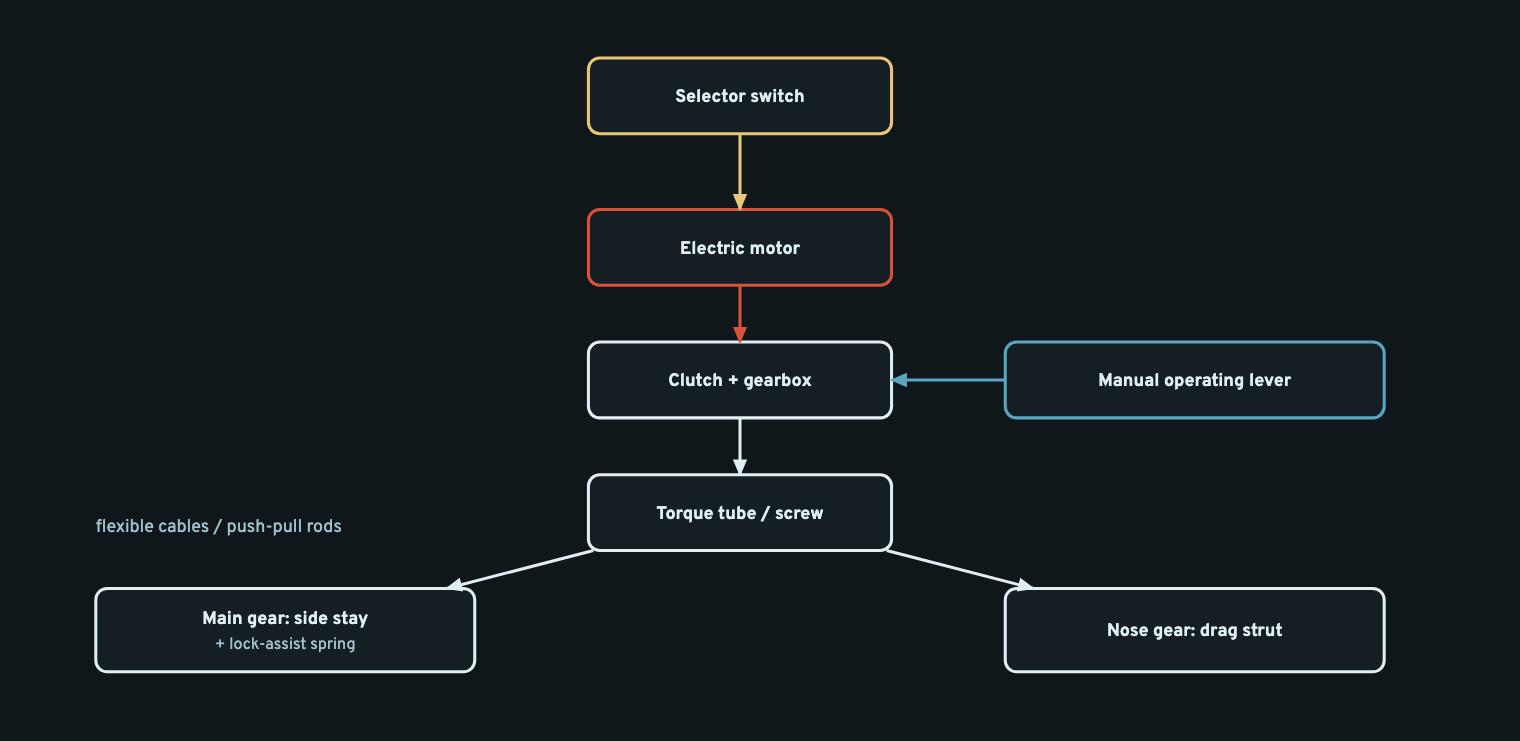 Selector switch
Electric motor
Clutch + gearbox
Manual operating lever
Torque tube / screw
flexible cables / push-pull rods
Main gear: side stay
+ lock-assist spring
Nose gear: drag strut